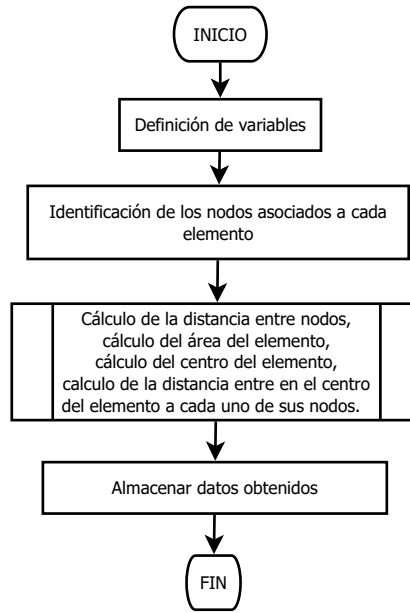 INICIO
Definición de variables
Identificación de los nodos asociados a cada
elemento
Cálculo de la distancia entre nodos,
cálculo del área del elemento,
cálculo del centro del elemento,
calculo de la distancia entre en el centro
del elemento a cada uno de sus nodos.
Almacenar datos obtenidos
FIN